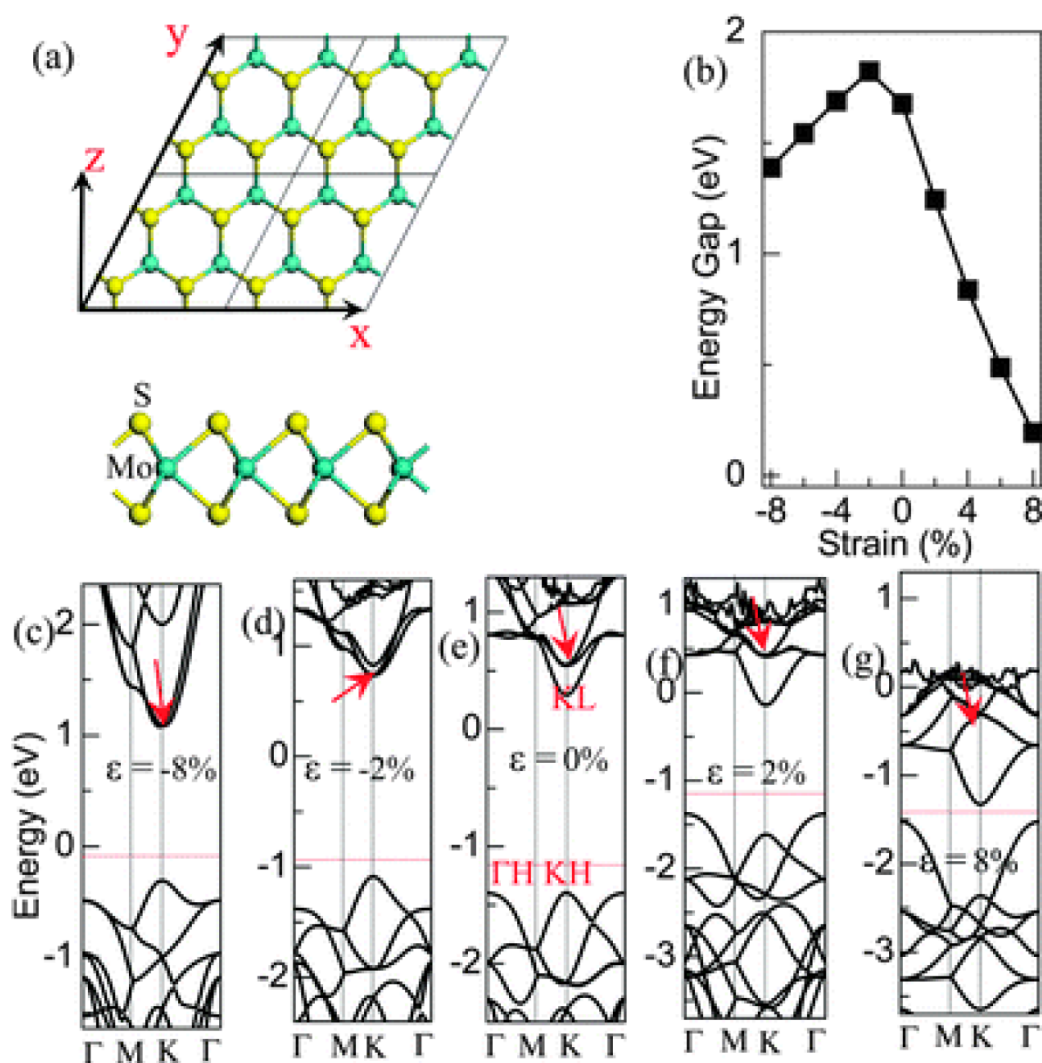 (a)
y
z
x
S
Mo
(b)
Energy Gap (eV)
2
1
0
-8 -4 0 4 8
Strain (%)
Energy (eV)
(c)
2
1
0
-1
ε = -8%
Γ M K Γ
(d)
1
0
-1
-2
ε = -2%
Γ M K Γ
(e)
1
0
-1
-2
KL
ε = 0%
ΓH KH
Γ M K Γ
(f)
1
0
-1
-2
-3
ε = 2%
Γ M K Γ
(g)
1
0
-1
-2
-3
ε = 8%
Γ M K Γ